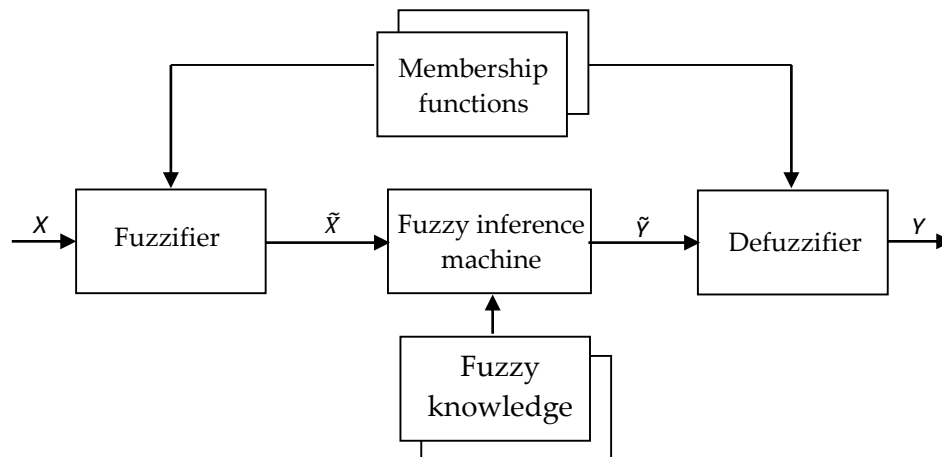 Membership
functions
X
Fuzzifier
X̃
Fuzzy inference
machine
Ỹ
Defuzzifier
Y
Fuzzy
knowledge